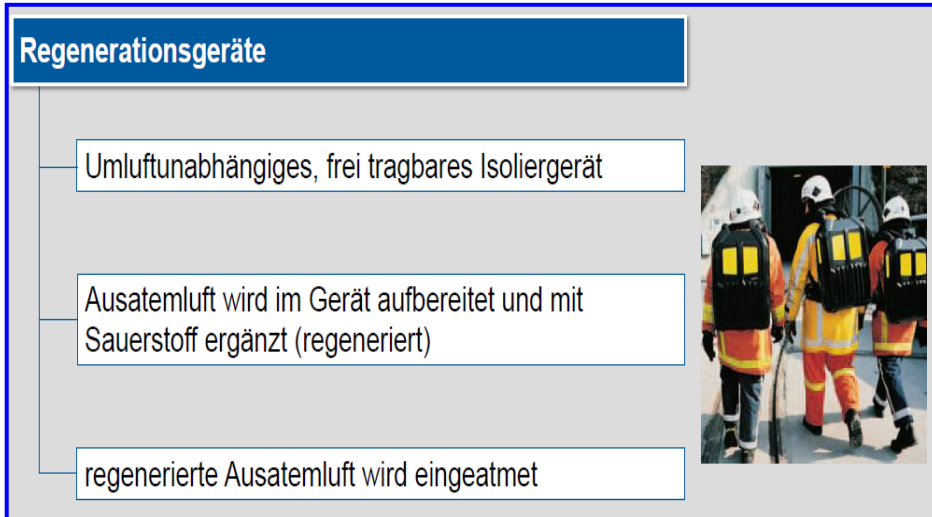 Regenerationsgeräte
Umluftunabhängiges, frei tragbares Isoliergerät
Ausatemluft wird im Gerät aufbereitet und mit
Sauerstoff ergänzt (regeneriert)
regenerierte Ausatemluft wird eingeatmet